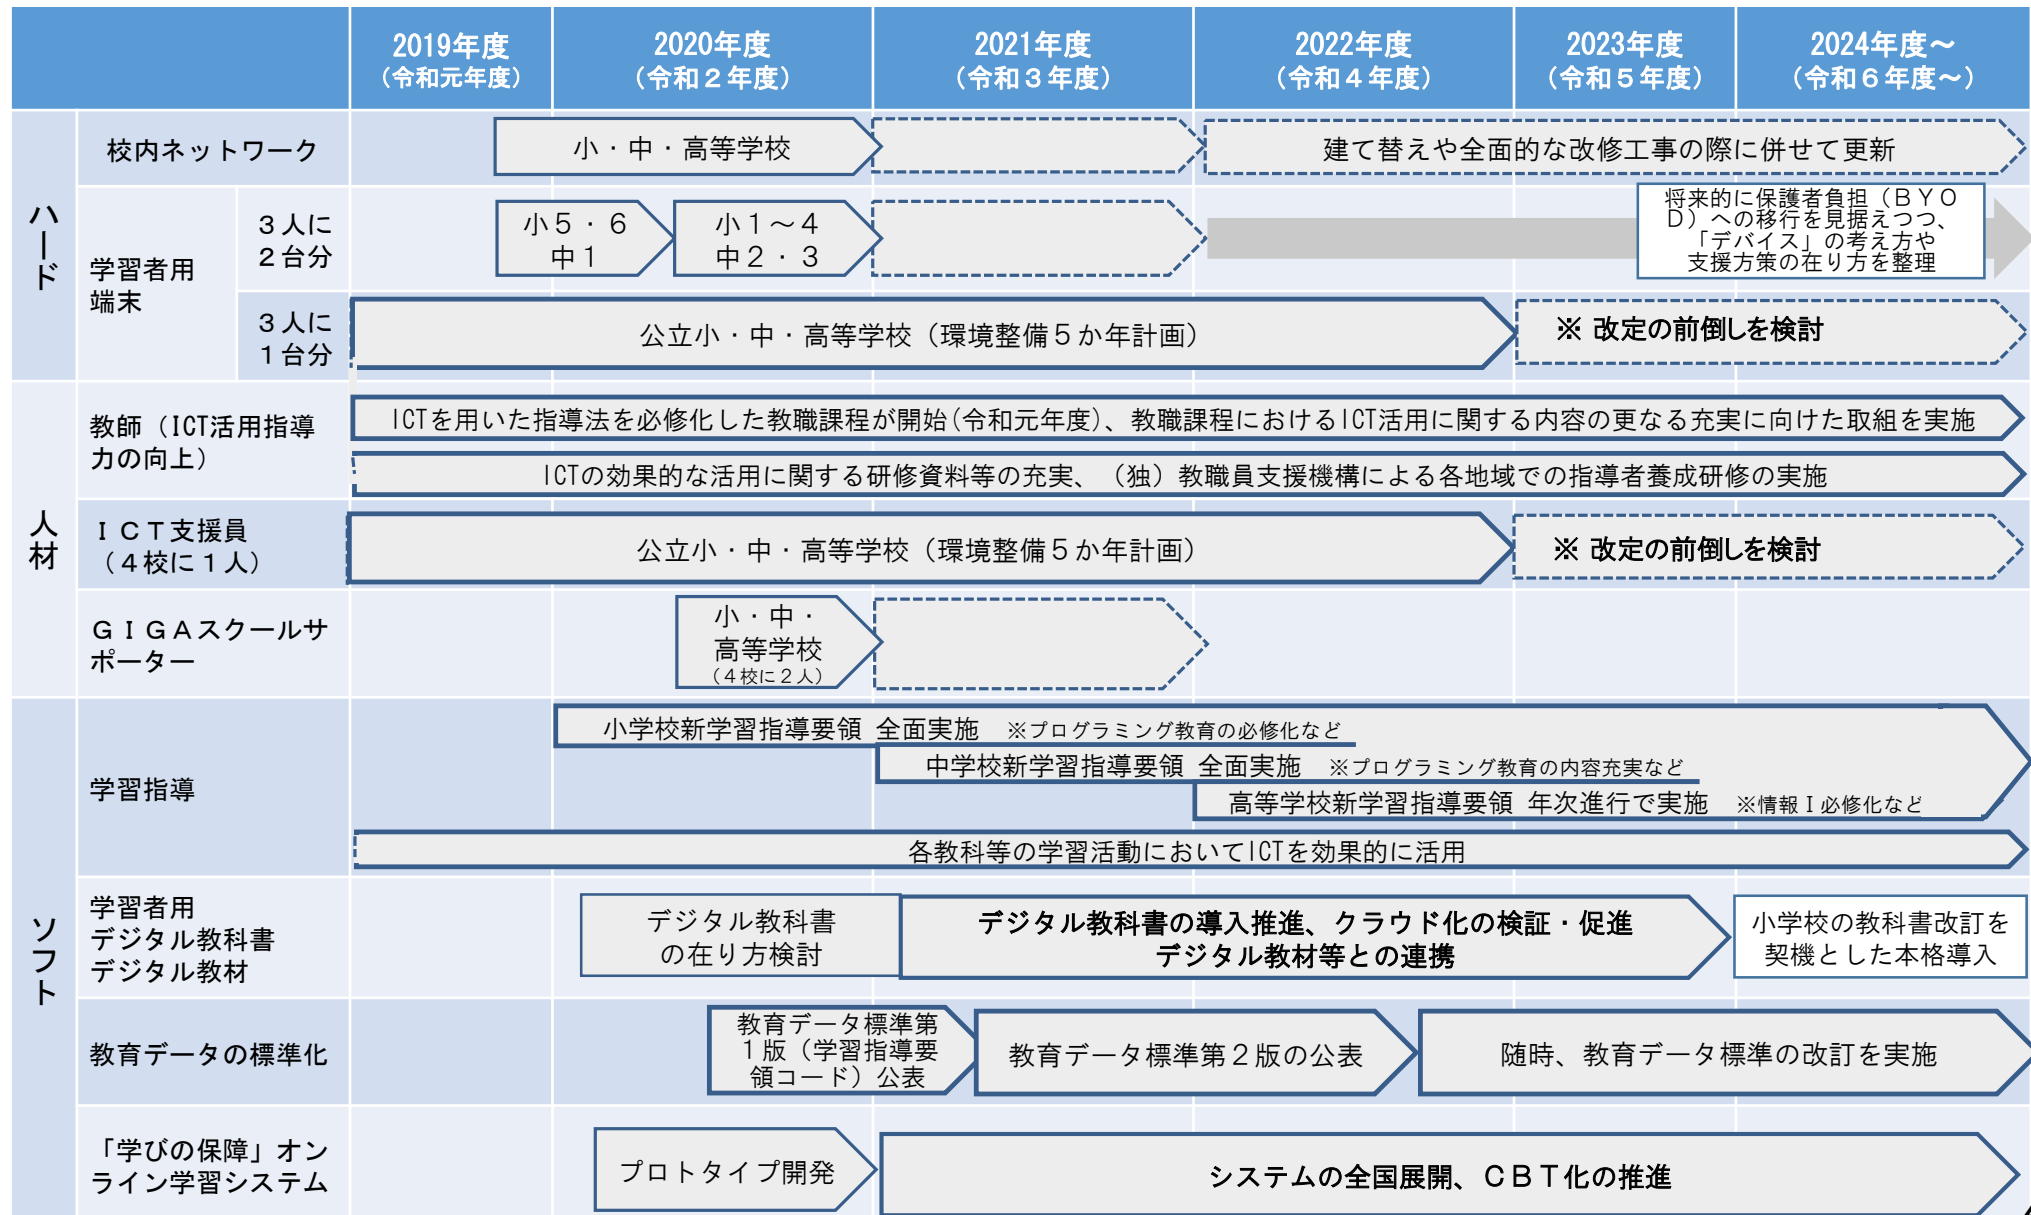 2019年度
(令和元年度)
2020年度
(令和２年度)
2021年度
(令和３年度)
2022年度
(令和４年度)
2023年度
(令和５年度)
2024年度～
(令和６年度～)
ハード
校内ネットワーク
小・中・高等学校
建て替えや全面的な改修工事の際に併せて更新
学習者用
端末
３人に
２台分
小５・６
中１
小１～４
中２・３
将来的に保護者負担（ＢＹＯ
Ｄ）への移行を見据えつつ、
「デバイス」の考え方や
支援方策の在り方を整理
３人に
１台分
公立小・中・高等学校（環境整備５か年計画）
※ 改定の前倒しを検討
人材
教師（ICT活用指導
力の向上）
ICTを用いた指導法を必修化した教職課程が開始(令和元年度)、教職課程におけるICT活用に関する内容の更なる充実に向けた取組を実施
ICTの効果的な活用に関する研修資料等の充実、（独）教職員支援機構による各地域での指導者養成研修の実施
ＩＣＴ支援員
（４校に１人）
公立小・中・高等学校（環境整備５か年計画）
※ 改定の前倒しを検討
ＧＩＧＡスクールサ
ポーター
小・中・
高等学校
（４校に２人）
ソフト
学習指導
小学校新学習指導要領 全面実施 ※プログラミング教育の必修化など
中学校新学習指導要領 全面実施 ※プログラミング教育の内容充実など
高等学校新学習指導要領 年次進行で実施 ※情報Ⅰ必修化など
各教科等の学習活動においてICTを効果的に活用
学習者用
デジタル教科書
デジタル教材
デジタル教科書
の在り方検討
デジタル教科書の導入推進、クラウド化の検証・促進
デジタル教材等との連携
小学校の教科書改訂を
契機とした本格導入
教育データの標準化
教育データ標準第
１版（学習指導要
領コード）公表
教育データ標準第２版の公表
随時、教育データ標準の改訂を実施
「学びの保障」オン
ライン学習システム
プロトタイプ開発
システムの全国展開、ＣＢＴ化の推進